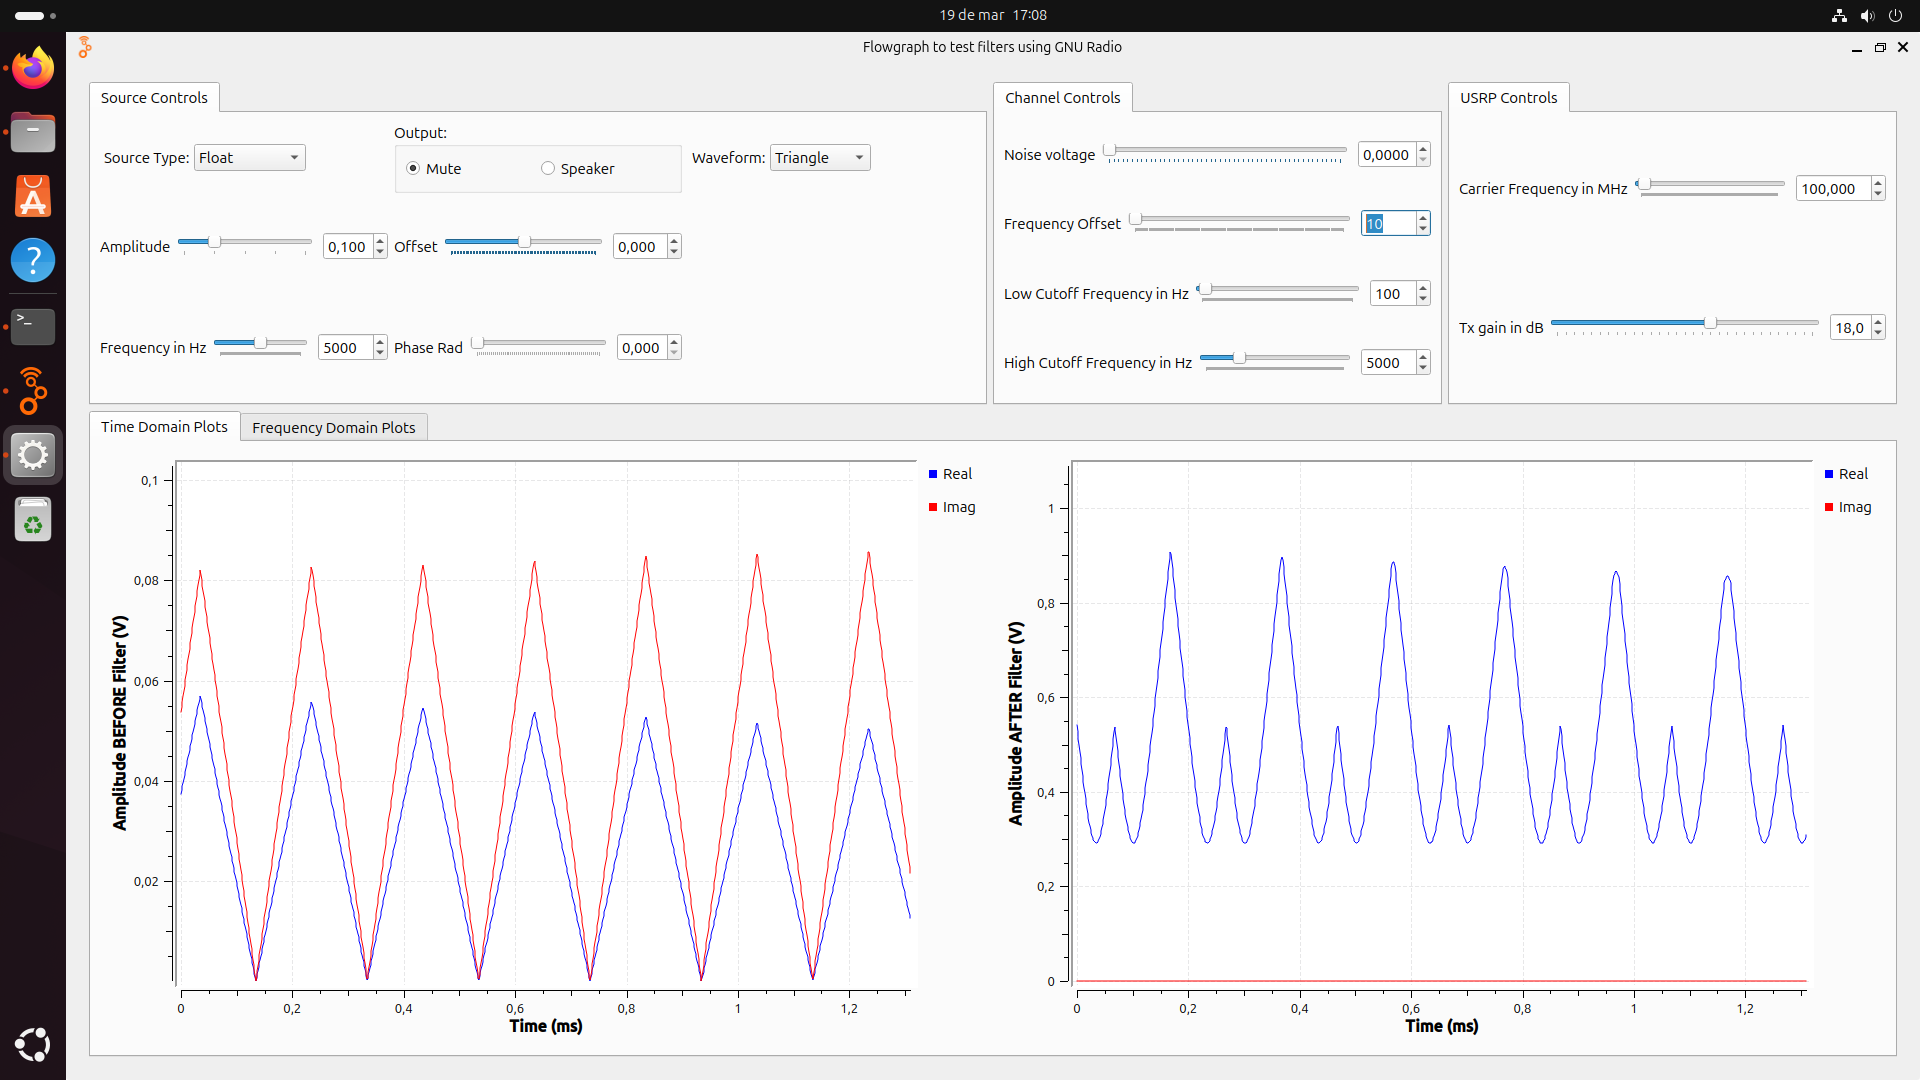 19 de mar 17:08
Flowgraph to test filters using GNU Radio
Source Controls
Source Type: Float
Output:
Mute Speaker
Waveform: Triangle
Amplitude 0,100
Offset 0,000
Frequency in Hz 5000
Phase Rad 0,000
Channel Controls
Noise voltage 0,0000
Frequency Offset 10
Low Cutoff Frequency in Hz 100
High Cutoff Frequency in Hz 5000
USRP Controls
Carrier Frequency in MHz 100,000
Tx gain in dB 18,0
Time Domain Plots Frequency Domain Plots
Amplitude BEFORE Filter (V)
0,1
0,08
0,06
0,04
0,02
0 0,2 0,4 0,6 0,8 1 1,2
Time (ms)
Real
Imag
Amplitude AFTER Filter (V)
1
0,8
0,6
0,4
0,2
0
0 0,2 0,4 0,6 0,8 1 1,2
Time (ms)
Real
Imag